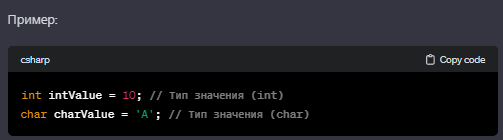 Пример:
csharp Copy code
int intValue = 10; // Тип значения (int)
char charValue = 'A'; // Тип значения (char)